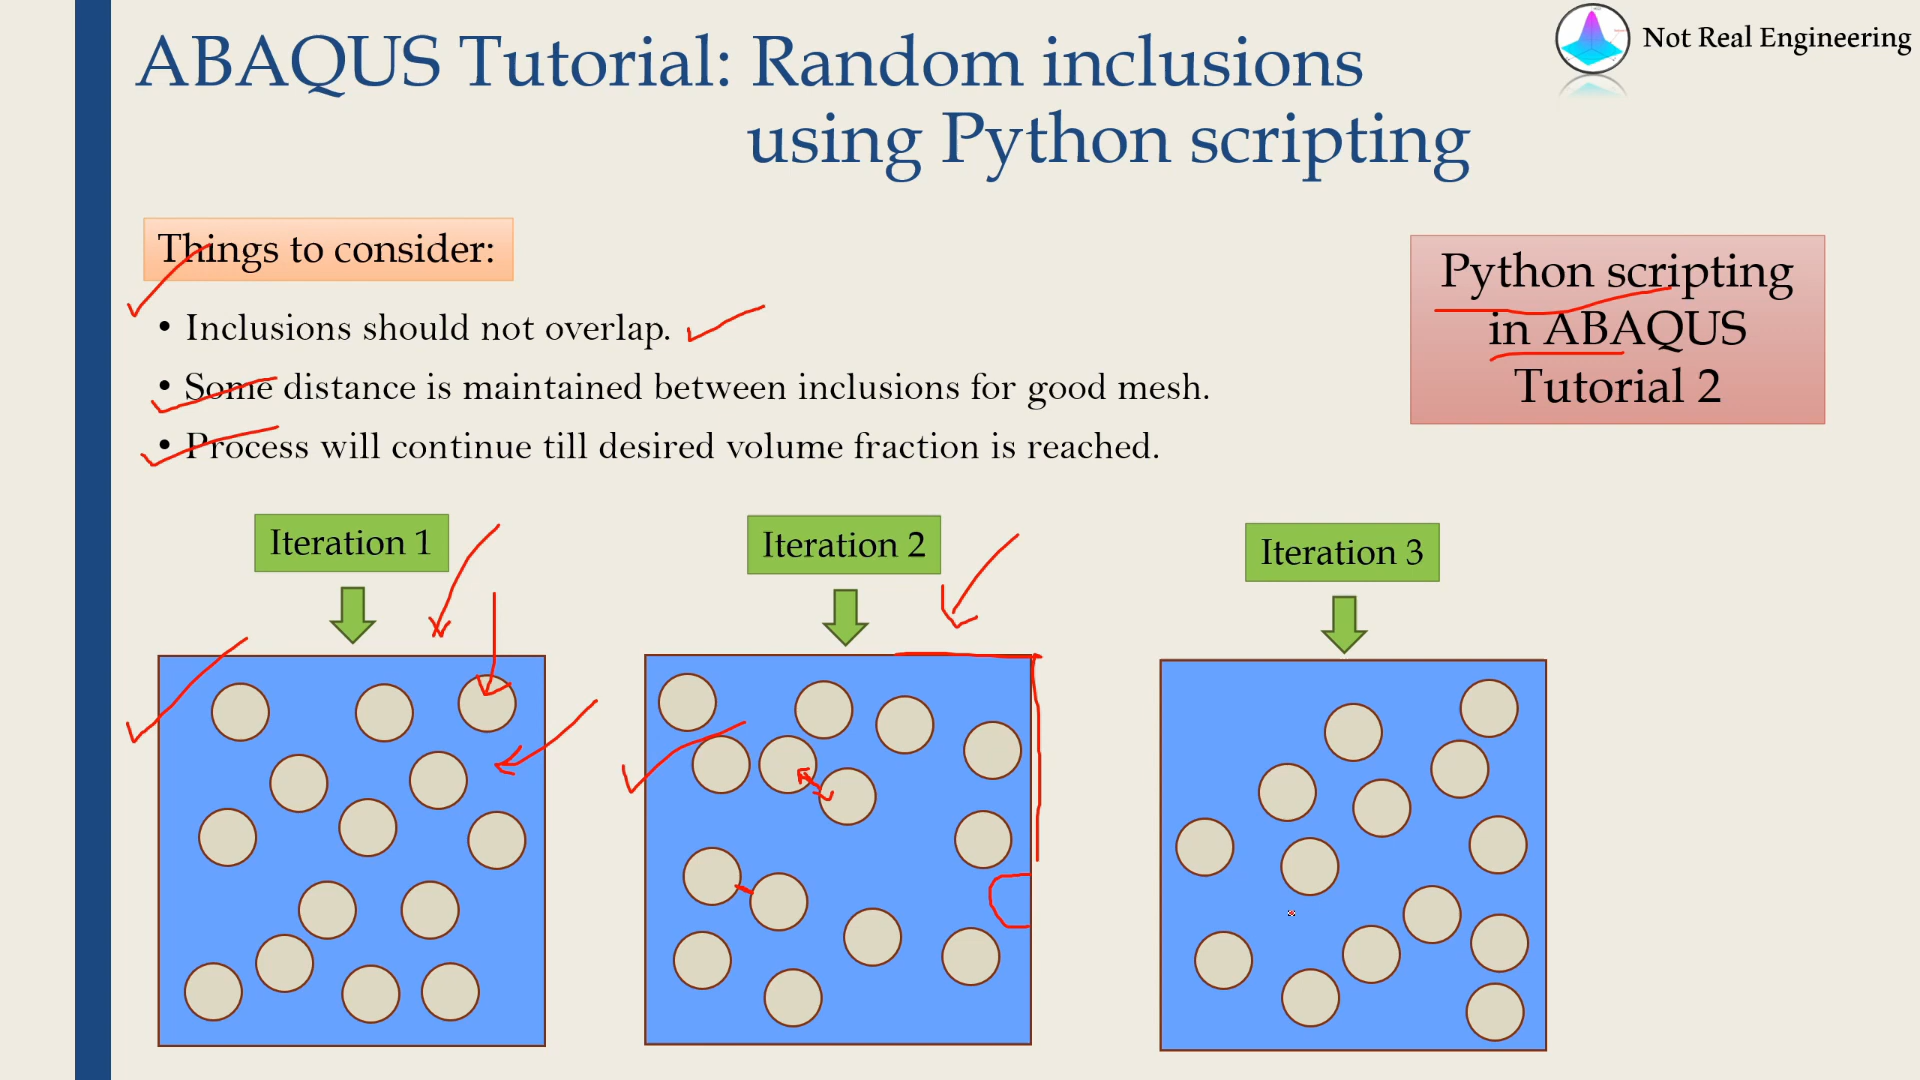 ABAQUS Tutorial: Random inclusions
using Python scripting
Not Real Engineering
Things to consider:
• Inclusions should not overlap.
• Some distance is maintained between inclusions for good mesh.
• Process will continue till desired volume fraction is reached.
Python scripting
in ABAQUS
Tutorial 2
Iteration 1
Iteration 2
Iteration 3